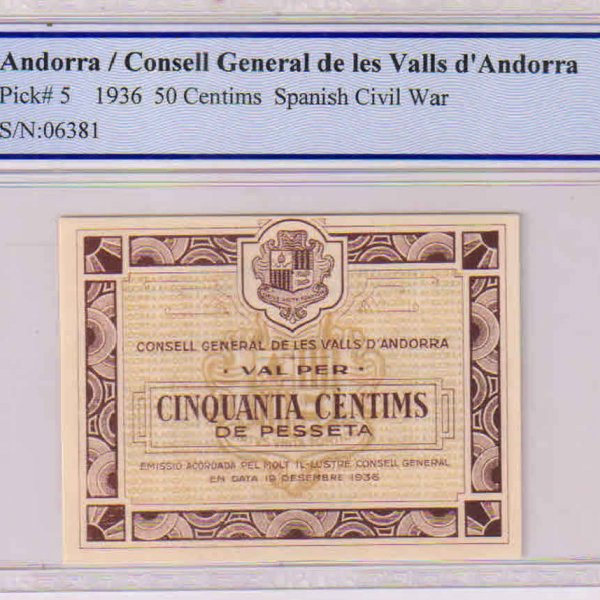 Andorra / Consell General de les Valls d'Andorra
Pick# 5 1936 50 Centims Spanish Civil War
S/N:06381
CONSELL GENERAL DE LES VALLS D'ANDORRA
· VAL PER ·
CINQUANTA CÈNTIMS
DE PESSETA
EMISSIO ACORDADA PEL MOLT IL·LUSTRE CONSELL GENERAL
EN DATA 19 DESEMBRE 1936